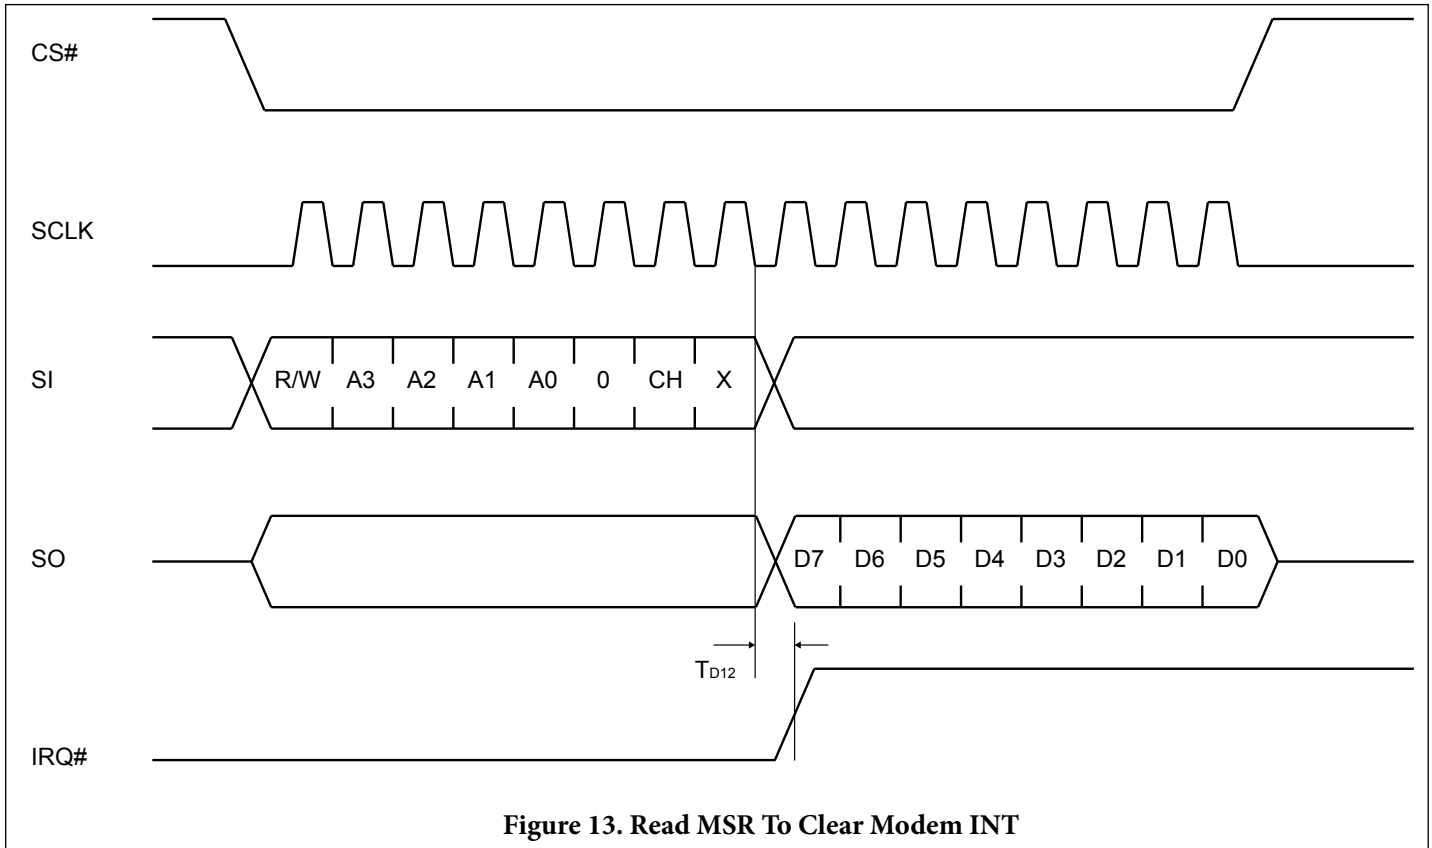 CS#
SCLK
SI R/W A3 A2 A1 A0 0 CH X
SO D7 D6 D5 D4 D3 D2 D1 D0
TD12
IRQ#
Figure 13. Read MSR To Clear Modem INT